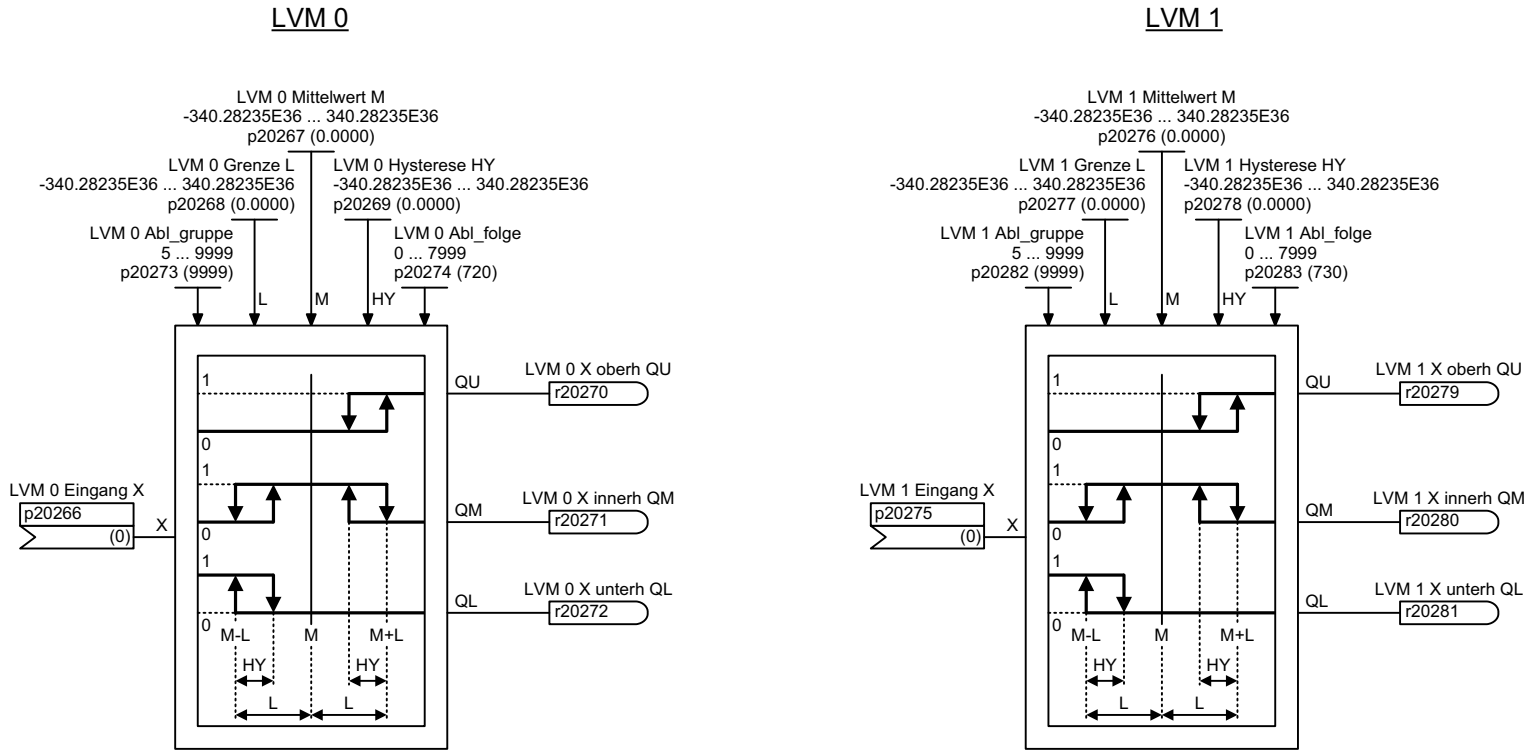 LVM 0
LVM 0 Mittelwert M
-340.28235E36 ... 340.28235E36
p20267 (0.0000)
LVM 0 Grenze L
-340.28235E36 ... 340.28235E36
p20268 (0.0000)
LVM 0 Hysterese HY
-340.28235E36 ... 340.28235E36
p20269 (0.0000)
LVM 0 Abl_gruppe
5 ... 9999
p20273 (9999)
LVM 0 Abl_folge
0 ... 7999
p20274 (720)
L
M
HY
LVM 0 Eingang X
p20266
(0)
X
1
0
1
0
1
0
M-L
M
M+L
HY
HY
L
L
QU
LVM 0 X oberh QU
r20270
QM
LVM 0 X innerh QM
r20271
QL
LVM 0 X unterh QL
r20272
LVM 1
LVM 1 Mittelwert M
-340.28235E36 ... 340.28235E36
p20276 (0.0000)
LVM 1 Grenze L
-340.28235E36 ... 340.28235E36
p20277 (0.0000)
LVM 1 Hysterese HY
-340.28235E36 ... 340.28235E36
p20278 (0.0000)
LVM 1 Abl_gruppe
5 ... 9999
p20282 (9999)
LVM 1 Abl_folge
0 ... 7999
p20283 (730)
L
M
HY
LVM 1 Eingang X
p20275
(0)
X
1
0
1
0
1
0
M-L
M
M+L
HY
HY
L
L
QU
LVM 1 X oberh QU
r20279
QM
LVM 1 X innerh QM
r20280
QL
LVM 1 X unterh QL
r20281